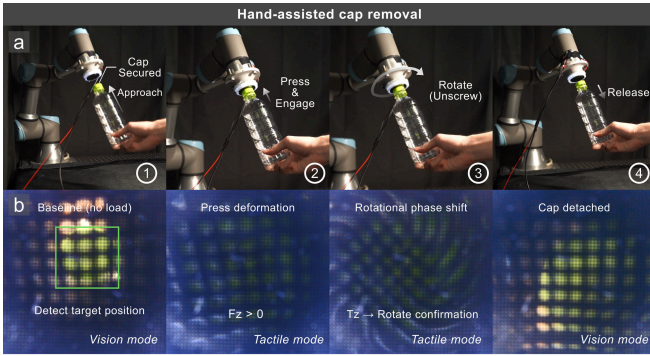 Hand-assisted cap removal
a
Cap
Secured
Approach
1
Press
&
Engage
2
Rotate
(Unscrew)
3
Release
4
b
Baseline (no load)
Detect target position
Vision mode
Press deformation
Fz > 0
Tactile mode
Rotational phase shift
Tz → Rotate confirmation
Tactile mode
Cap detached
Vision mode